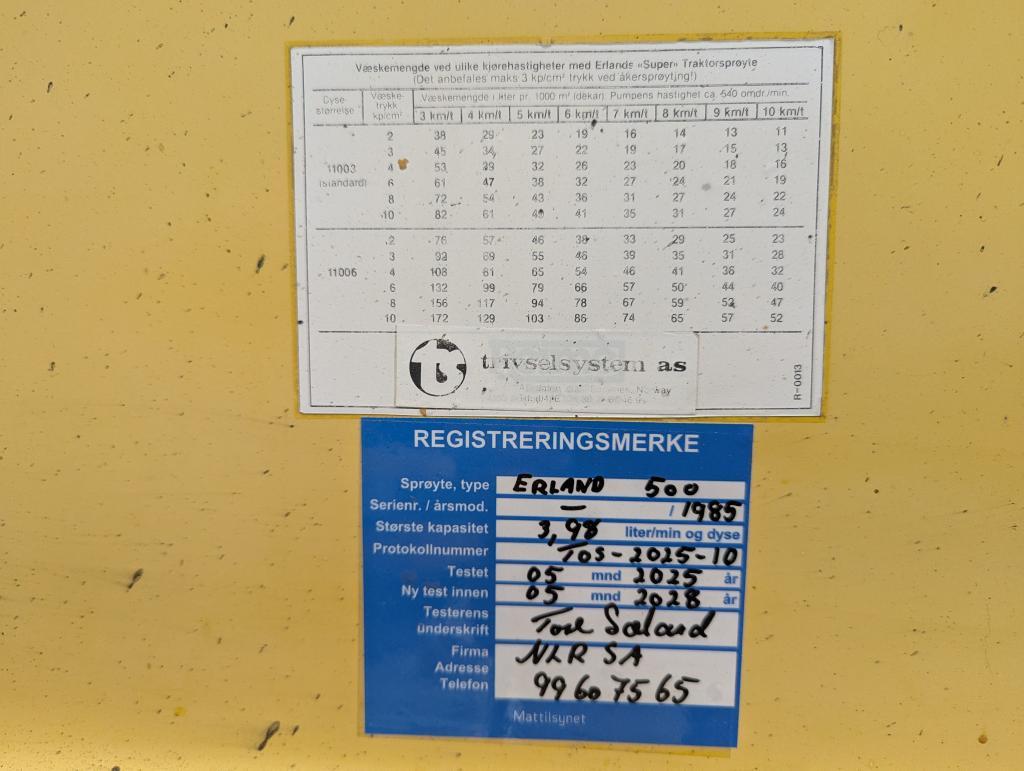 Væskemengde ved ulike kjørehastigheter med Erlands «Super» Traktorsprøyte
(Det anbefales maks 3 kp/cm² trykk ved åkersprøyting!)
Dyse-størrelse Væske-trykk kp/cm² Væskemengde i liter pr. 1000 m² (dekar). Pumpens hastighet ca. 540 omdr./min.
3 km/t 4 km/t 5 km/t 6 km/t 7 km/t 8 km/t 9 km/t 10 km/t
2 38 29 23 19 16 14 13 11
3 45 34 27 22 19 17 15 13
11003 4 53 39 32 26 23 20 18 16
(standard) 6 61 47 38 32 27 24 21 19
8 72 54 43 36 31 27 24 22
10 82 61 49 41 35 31 27 24
2 76 57 46 38 33 29 25 23
3 92 69 55 46 39 35 31 28
11006 4 108 81 65 54 46 41 36 32
6 132 99 79 66 57 50 44 40
8 156 117 94 78 67 59 52 47
10 172 129 103 86 74 65 57 52
ts trivselsystem as
R-0013
REGISTRERINGSMERKE
Sprøyte, type ERLAND 500
Serienr. / årsmod. — / 1985
Største kapasitet 3,98 liter/min og dyse
Protokollnummer TOS-2025-10
Testet 05 mnd 2025 år
Ny test innen 05 mnd 2028 år
Testerens underskrift Tore
Firma NLR SA
Adresse
Telefon 99607565
Mattilsynet